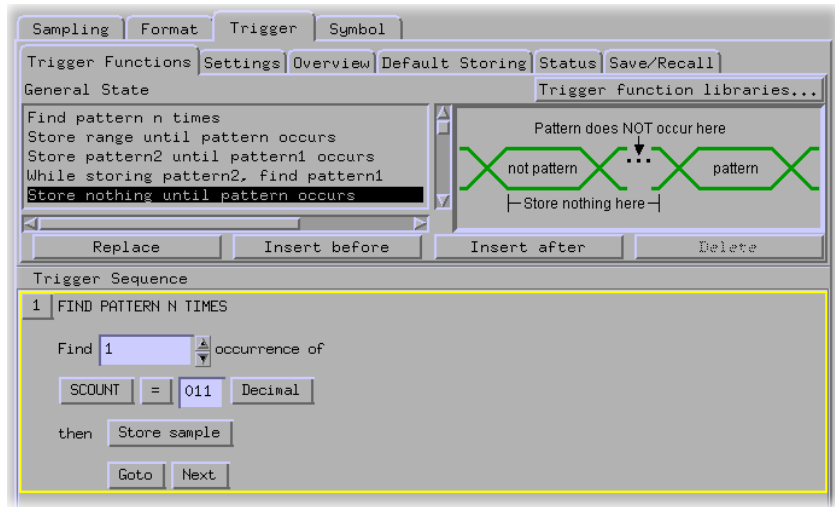 Sampling Format Trigger Symbol
Trigger Functions Settings Overview Default Storing Status Save/Recall
General State
Trigger function libraries...
Find pattern n times
Store range until pattern occurs
Store pattern2 until pattern1 occurs
While storing pattern2, find pattern1
Store nothing until pattern occurs
Pattern does NOT occur here
not pattern ... pattern
Store nothing here
Replace Insert before Insert after Delete
Trigger Sequence
1 FIND PATTERN N TIMES
Find 1 occurrence of
SCOUNT = 011 Decimal
then Store sample
Goto Next